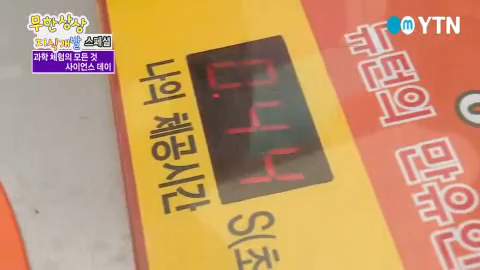 무한상상
지식개발 스페셜
과학 체험의 모든 것
사이언스 데이
YTN
0.44
나의 체공시간
S(초
뉴턴의 만유인